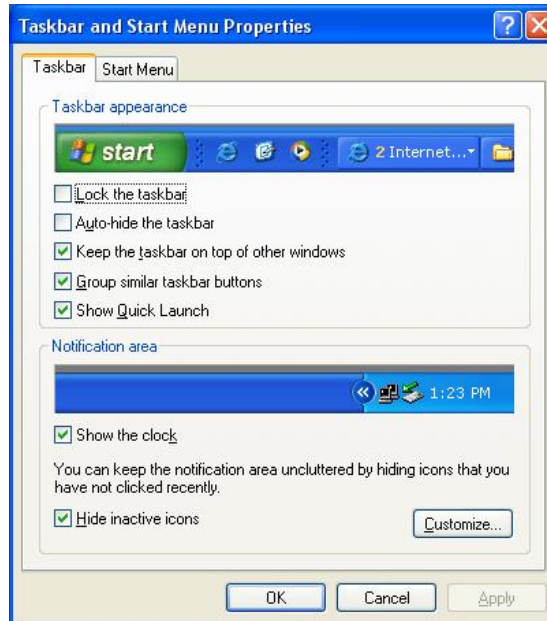 Taskbar and Start Menu Properties
Taskbar Start Menu
Taskbar appearance
start 2 Internet...
Lock the taskbar
Auto-hide the taskbar
Keep the taskbar on top of other windows
Group similar taskbar buttons
Show Quick Launch
Notification area
1:23 PM
Show the clock
You can keep the notification area uncluttered by hiding icons that you
have not clicked recently.
Hide inactive icons Customize...
OK Cancel Apply